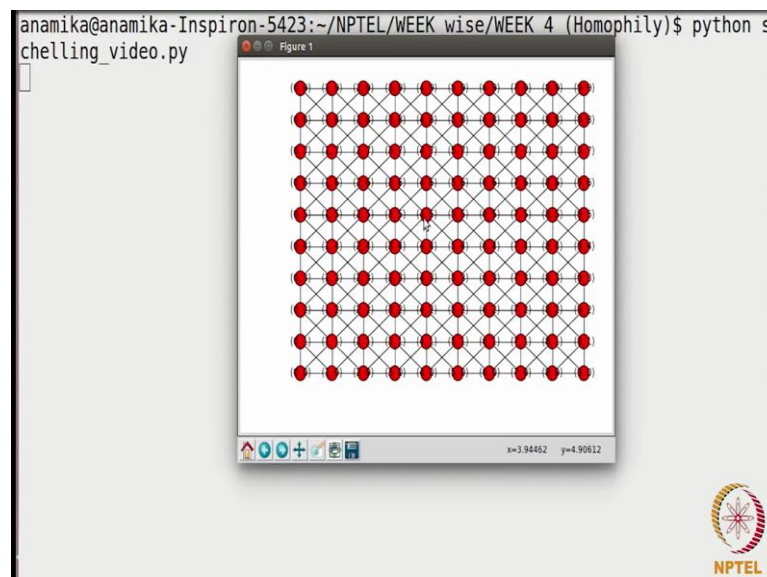 anamika@anamika-Inspiron-5423:~/NPTEL/WEEK wise/WEEK 4 (Homophily)$ python s
chelling_video.py
Figure 1
x=3.94462 y=4.90612
NPTEL